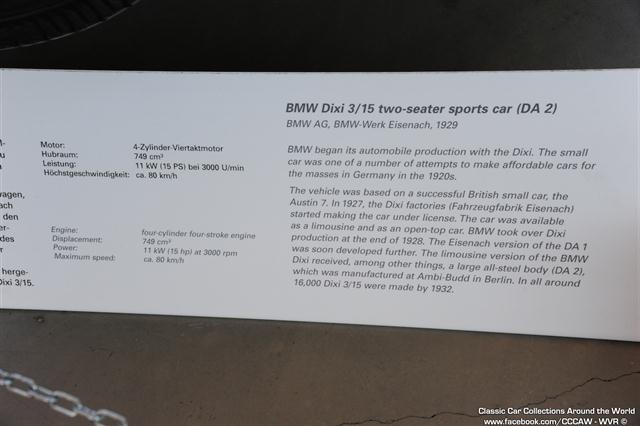 M-
u
n
wagen,
ach
den
er-
des
r
herge-
Dixi 3/15.
Motor: 4-Zylinder-Viertaktmotor
Hubraum: 749 cm³
Leistung: 11 kW (15 PS) bei 3000 U/min
Höchstgeschwindigkeit: ca. 80 km/h
Engine: four-cylinder four-stroke engine
Displacement: 749 cm³
Power: 11 kW (15 hp) at 3000 rpm
Maximum speed: ca. 80 km/h
BMW Dixi 3/15 two-seater sports car (DA 2)
BMW AG, BMW-Werk Eisenach, 1929
BMW began its automobile production with the Dixi. The small
car was one of a number of attempts to make affordable cars for
the masses in Germany in the 1920s.
The vehicle was based on a successful British small car, the
Austin 7. In 1927, the Dixi factories (Fahrzeugfabrik Eisenach)
started making the car under license. The car was available
as a limousine and as an open-top car. BMW took over Dixi
production at the end of 1928. The Eisenach version of the DA 1
was soon developed further. The limousine version of the BMW
Dixi received, among other things, a large all-steel body (DA 2),
which was manufactured at Ambi-Budd in Berlin. In all around
16,000 Dixi 3/15 were made by 1932.
Classic Car Collections Around the World
www.facebook.com/CCCAW - WVR ©